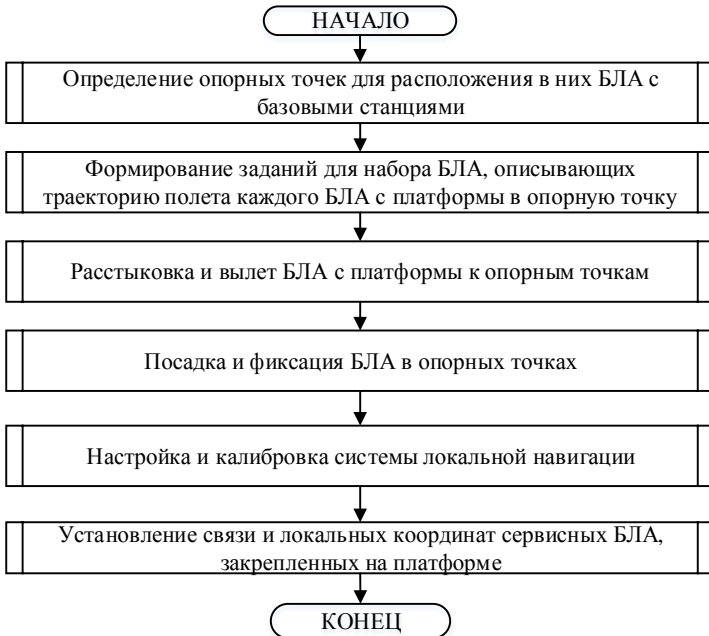 НАЧАЛО
Определение опорных точек для расположения в них БЛА с
базовыми станциями
Формирование заданий для набора БЛА, описывающих
траекторию полета каждого БЛА с платформы в опорную точку
Расстыковка и вылет БЛА с платформы к опорным точкам
Посадка и фиксация БЛА в опорных точках
Настройка и калибровка системы локальной навигации
Установление связи и локальных координат сервисных БЛА,
закрепленных на платформе
КОНЕЦ